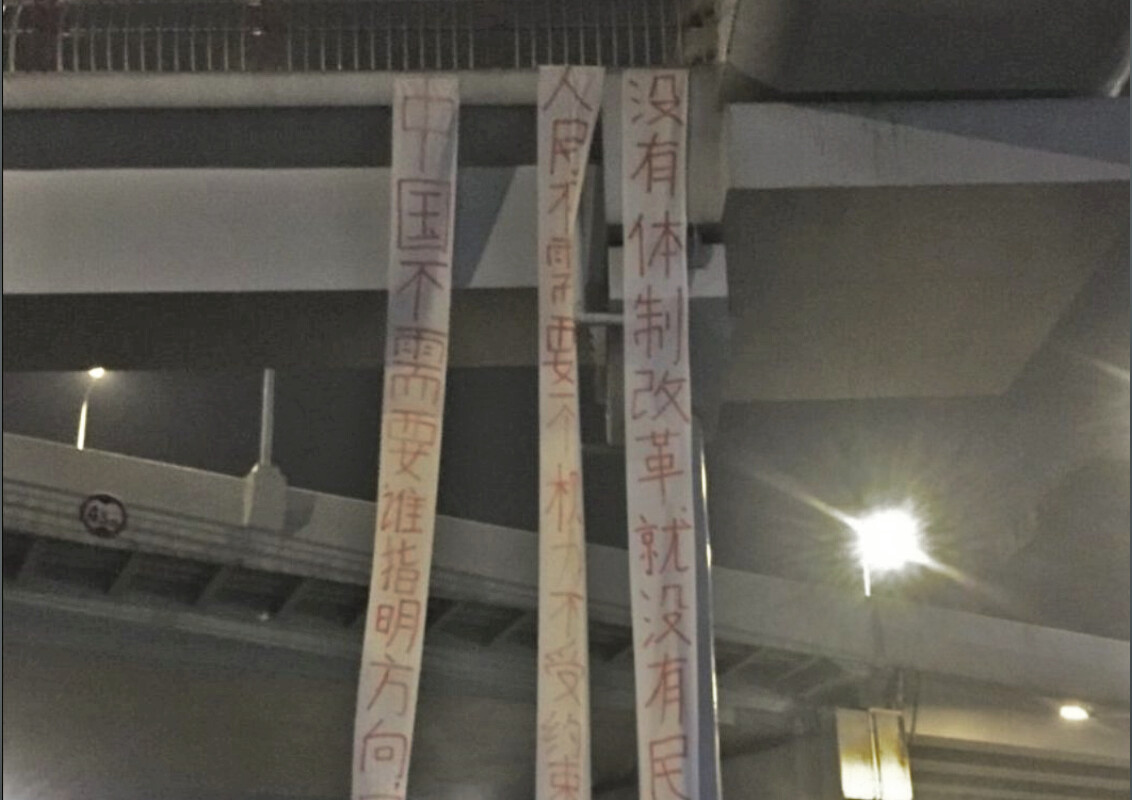 没有体制改革就没有民
人民不需要一个权力不受约束
中国不需要谁指明方向